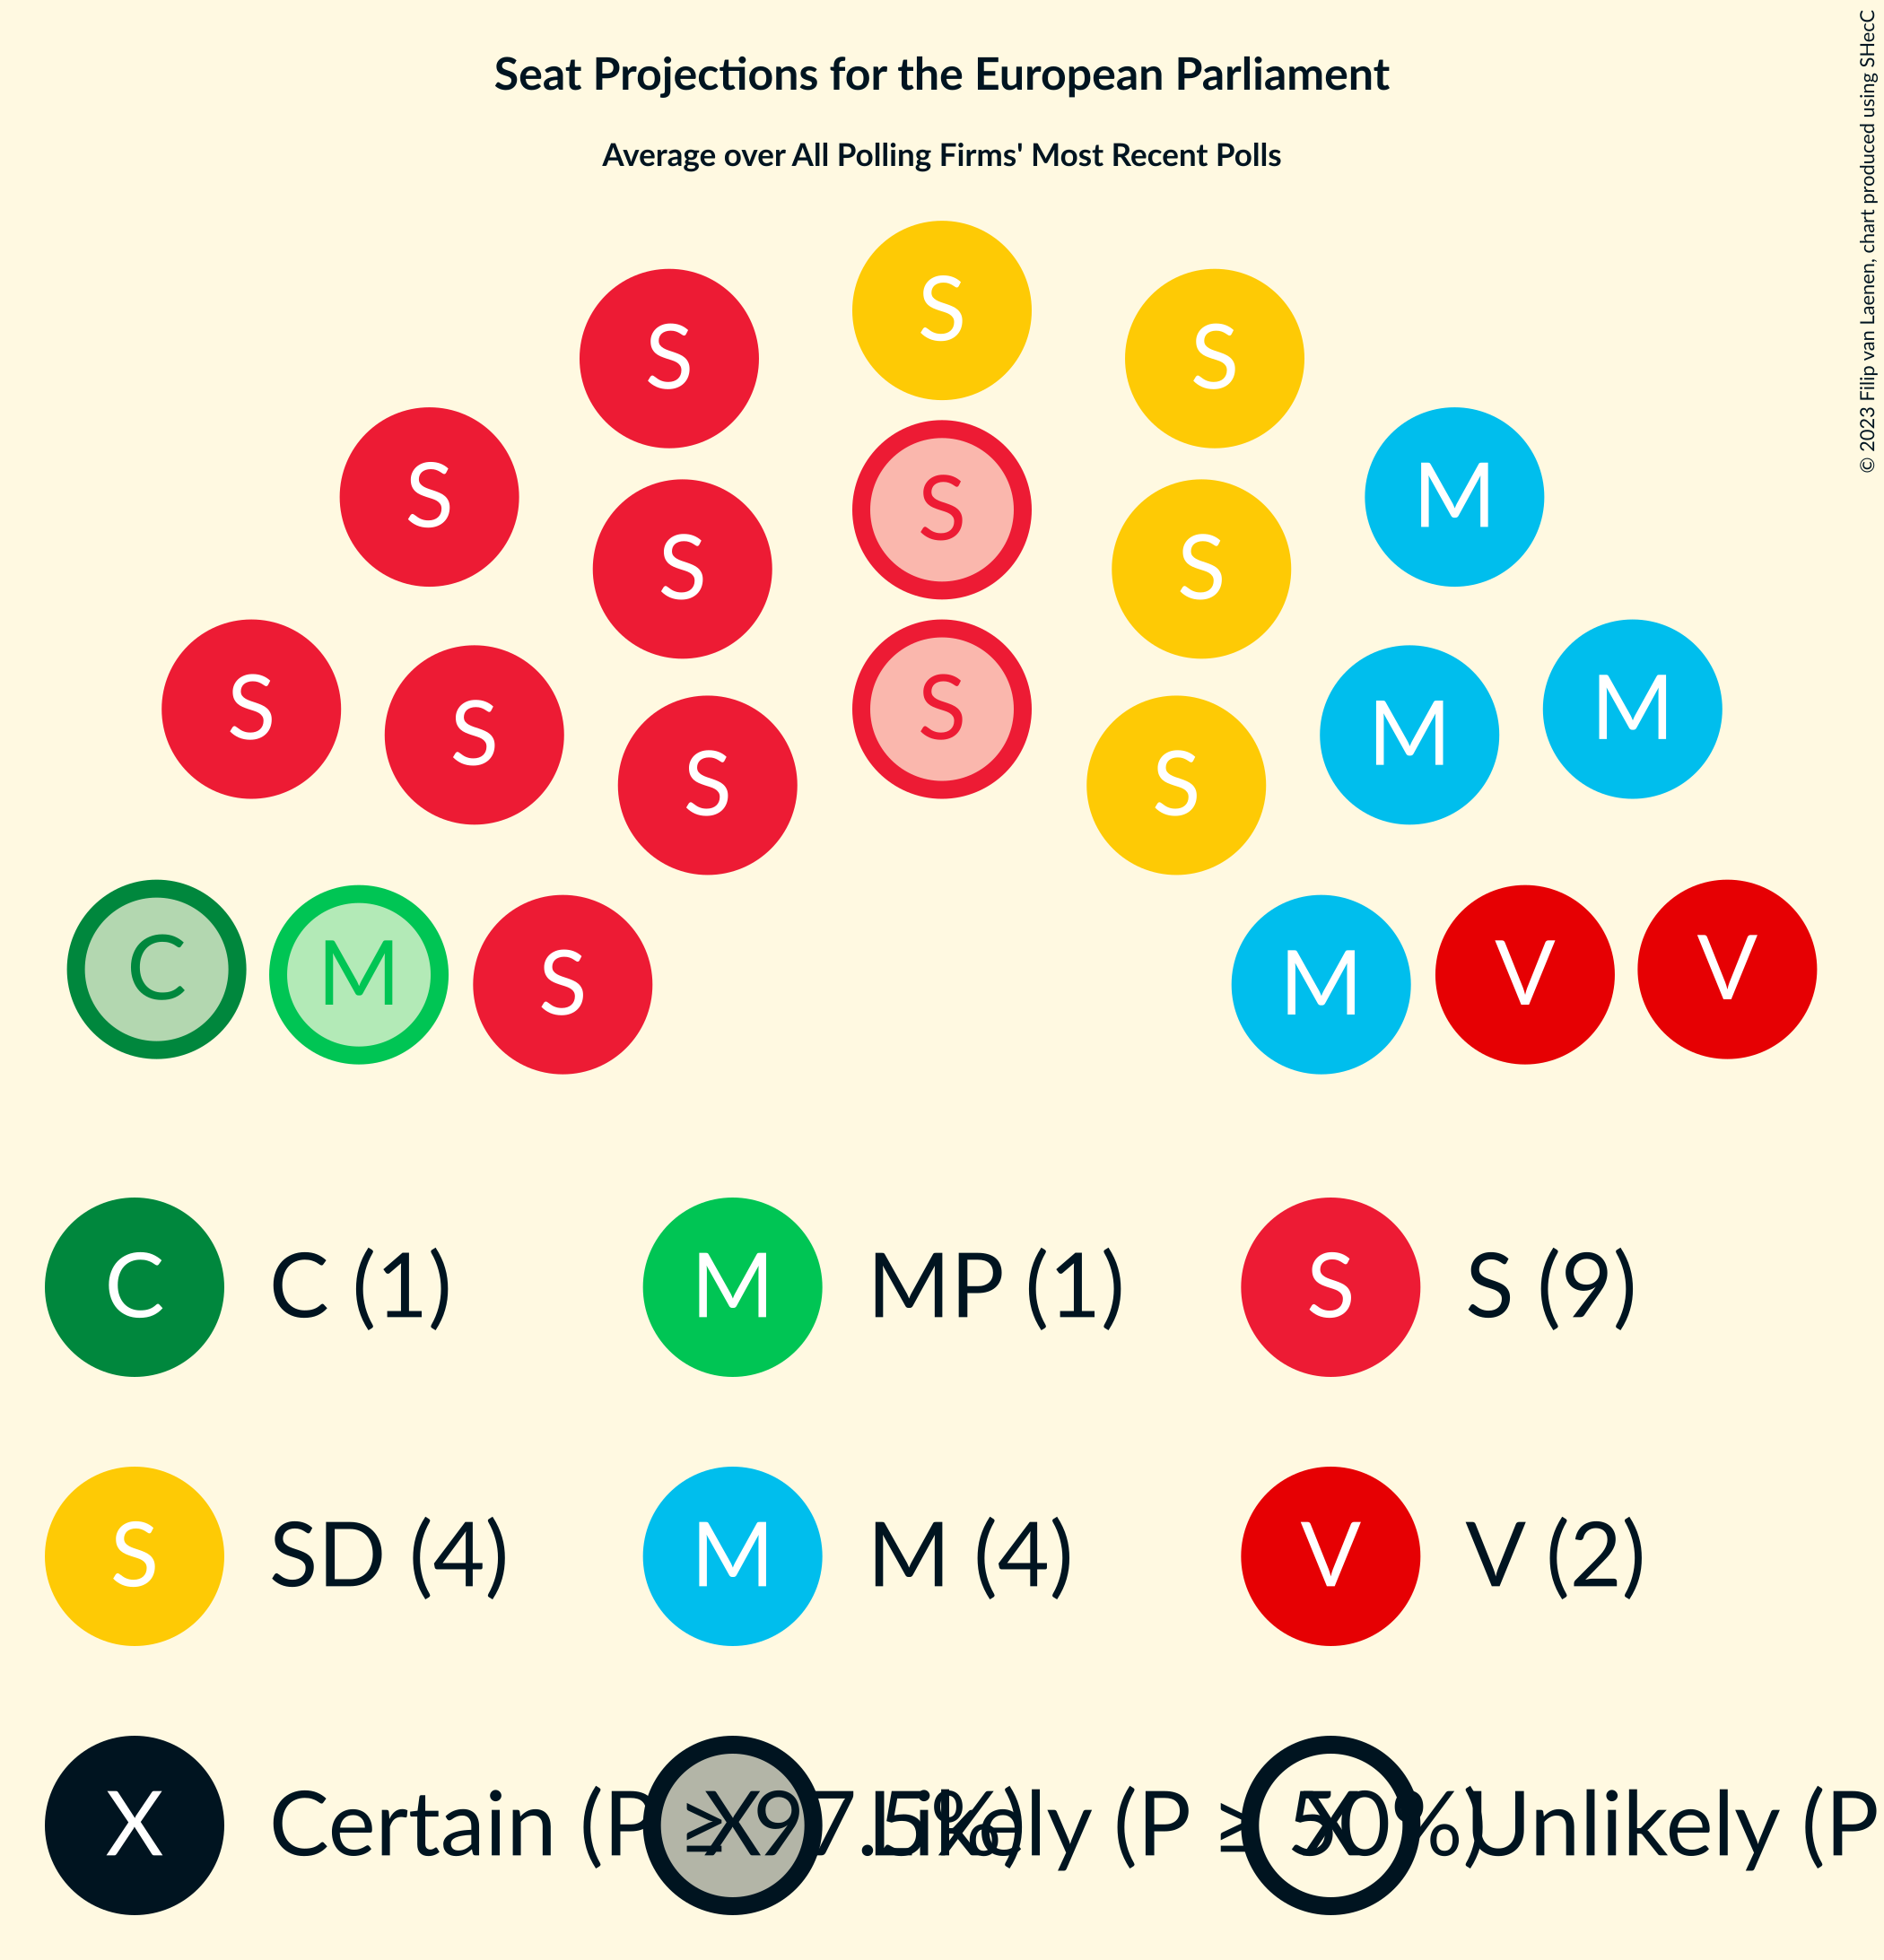 Seat Projections for the European Parliament
Average over All Polling Firms' Most Recent Polls
© 2023 Filip van Laenen, chart produced using SHecC
S
S S
S M
S
S S
S
S M
S M
S
S S
C M
M V V
S
C C (1) M MP (1) S S (9)
S SD (4) M M (4) V V (2)
X Certain (P ≥ 97.5%) X Likely (P ≥ 50%) X Unlikely (P